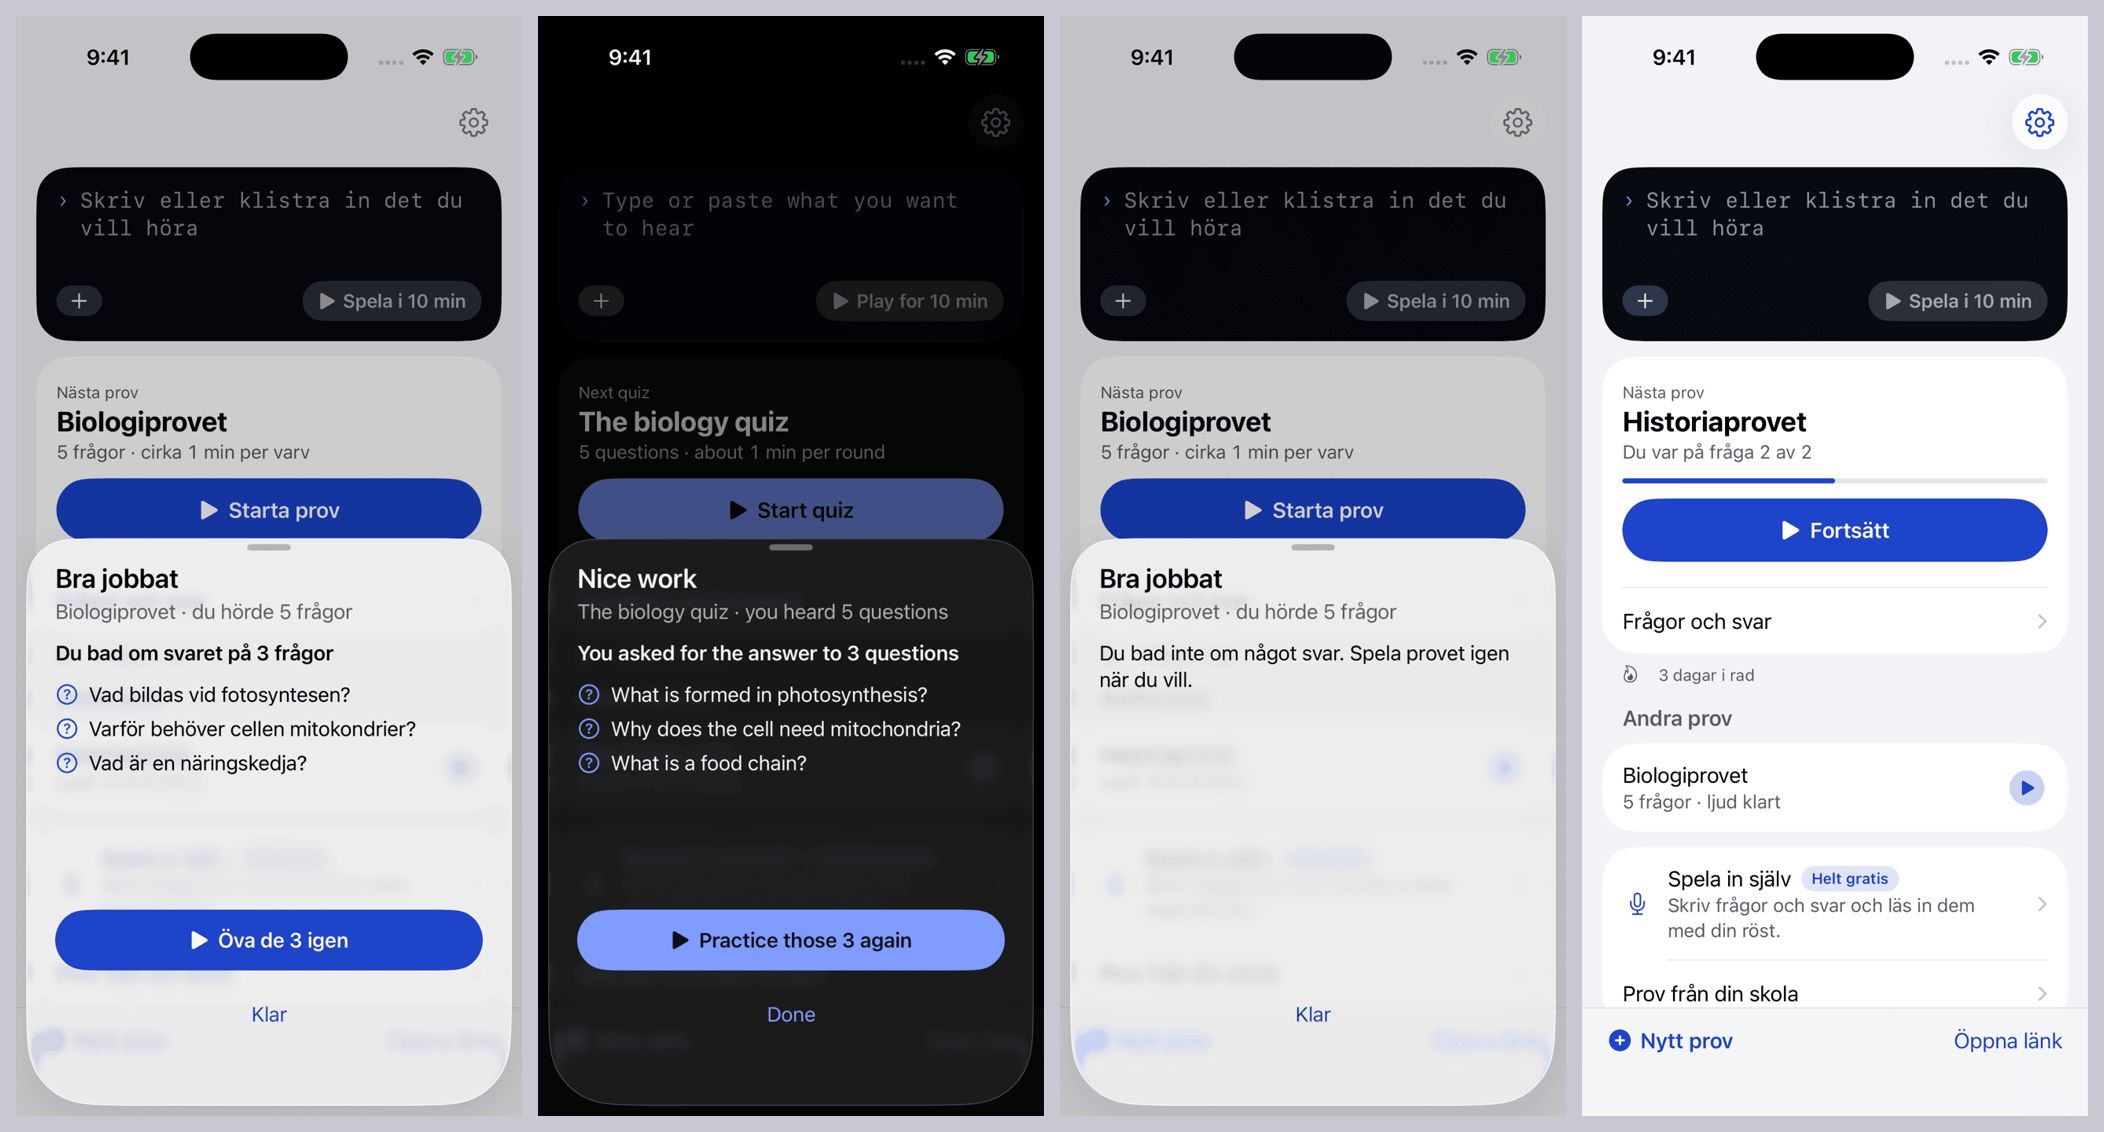 9:41
› Skriv eller klistra in det du
vill höra
+
Spela i 10 min
Nästa prov
Biologiprovet
5 frågor · cirka 1 min per varv
Starta prov
Bra jobbat
Biologiprovet · du hörde 5 frågor
Du bad om svaret på 3 frågor
Vad bildas vid fotosyntesen?
Varför behöver cellen mitokondrier?
Vad är en näringskedja?
Öva de 3 igen
Klar
9:41
› Type or paste what you want
to hear
+
Play for 10 min
Next quiz
The biology quiz
5 questions · about 1 min per round
Start quiz
Nice work
The biology quiz · you heard 5 questions
You asked for the answer to 3 questions
What is formed in photosynthesis?
Why does the cell need mitochondria?
What is a food chain?
Practice those 3 again
Done
9:41
› Skriv eller klistra in det du
vill höra
+
Spela i 10 min
Nästa prov
Biologiprovet
5 frågor · cirka 1 min per varv
Starta prov
Bra jobbat
Biologiprovet · du hörde 5 frågor
Du bad inte om något svar. Spela provet igen
när du vill.
Klar
9:41
› Skriv eller klistra in det du
vill höra
+
Spela i 10 min
Nästa prov
Historiaprovet
Du var på fråga 2 av 2
Fortsätt
Frågor och svar
3 dagar i rad
Andra prov
Biologiprovet
5 frågor · ljud klart
Spela in själv Helt gratis
Skriv frågor och svar och läs in dem
med din röst.
Prov från din skola
Nytt prov
Öppna länk